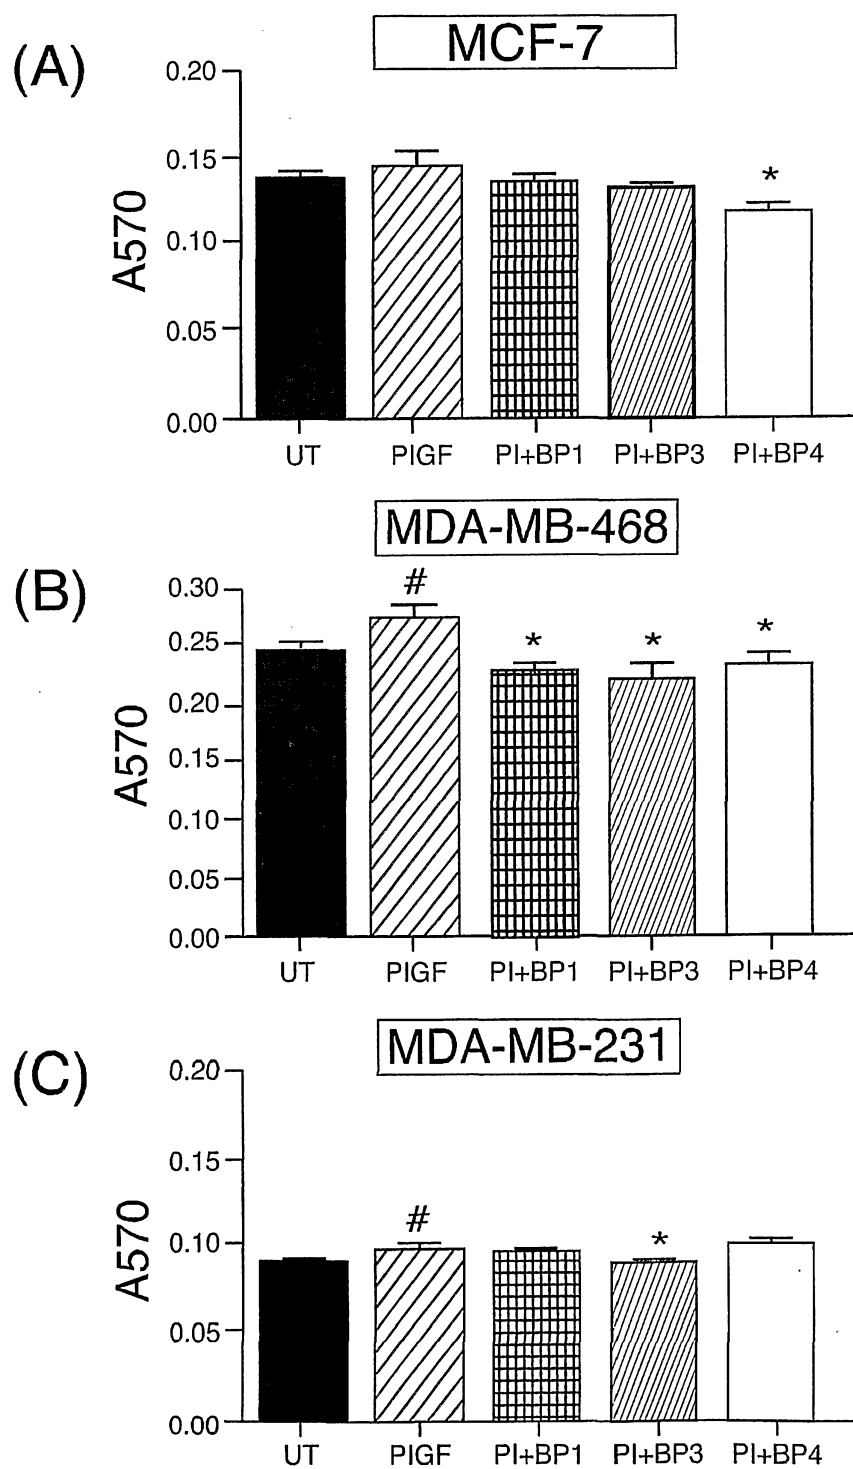 (A)
MCF-7
A570
0.20
0.15
0.10
0.05
0.00
*
UT PIGF PI+BP1 PI+BP3 PI+BP4
(B)
MDA-MB-468
A570
0.30
0.25
0.20
0.15
0.10
0.05
0.00
# * * *
UT PIGF PI+BP1 PI+BP3 PI+BP4
(C)
MDA-MB-231
A570
0.20
0.15
0.10
0.05
0.00
# *
UT PIGF PI+BP1 PI+BP3 PI+BP4